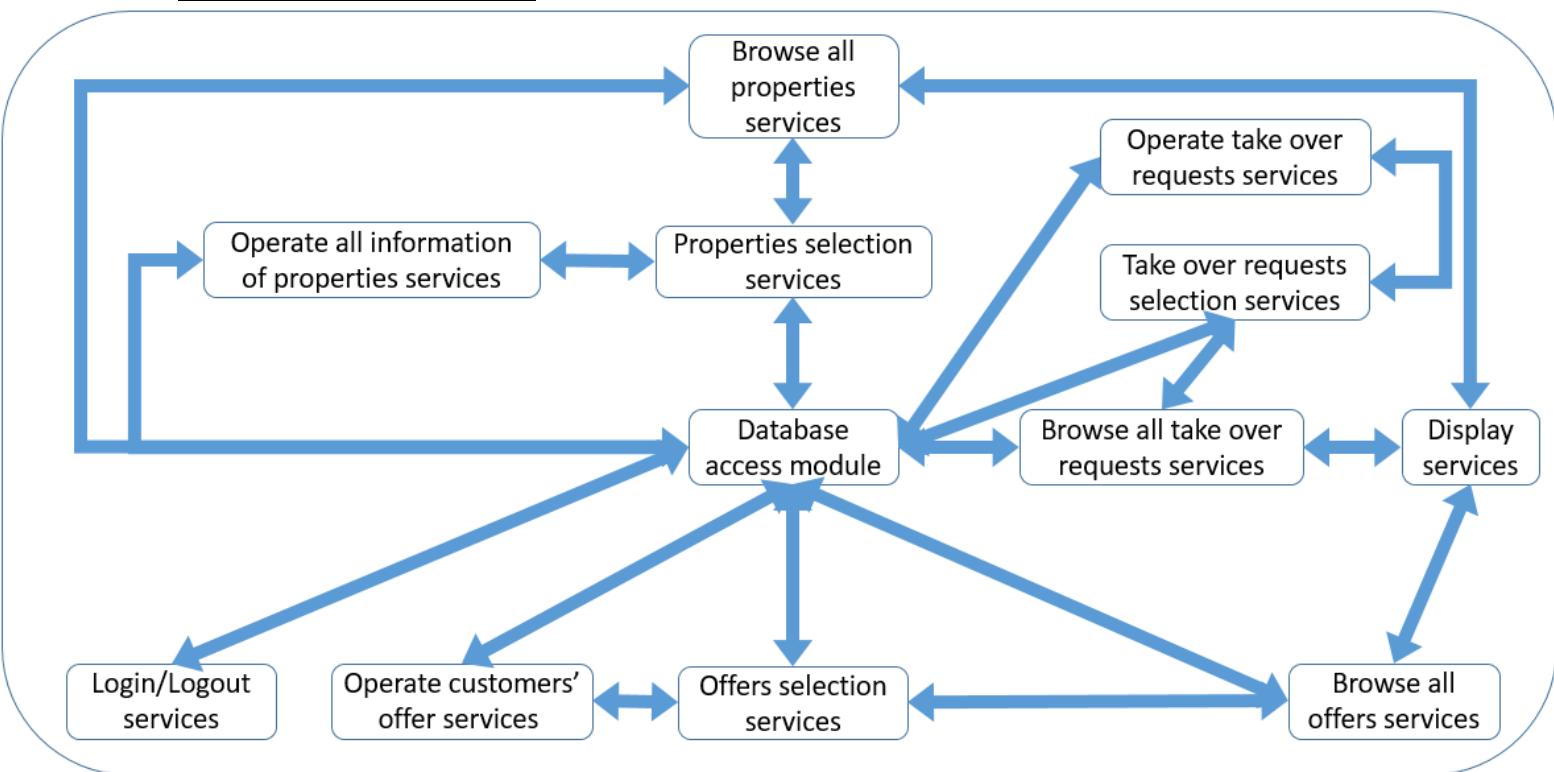 Browse all
properties
services
Operate take over
requests services
Operate all information
of properties services
Properties selection
services
Take over requests
selection services
Database
access module
Browse all take over
requests services
Display
services
Login/Logout
services
Operate customers’
offer services
Offers selection
services
Browse all
offers services